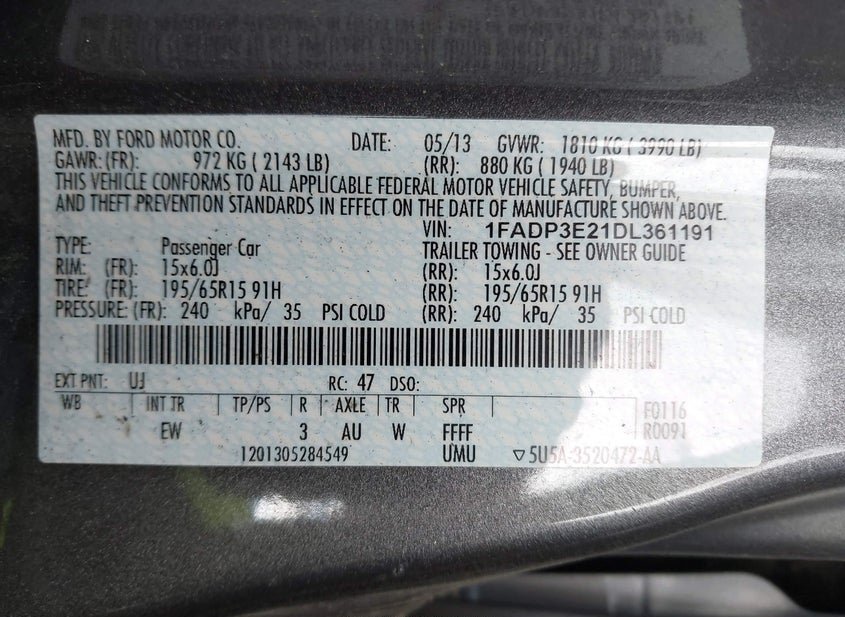 MFD. BY FORD MOTOR CO. DATE: 05/13 GVWR: 1810 KG ( 3990 LB)
GAWR: (FR): 972 KG ( 2143 LB) (RR): 880 KG ( 1940 LB)
THIS VEHICLE CONFORMS TO ALL APPLICABLE FEDERAL MOTOR VEHICLE SAFETY, BUMPER,
AND THEFT PREVENTION STANDARDS IN EFFECT ON THE DATE OF MANUFACTURE SHOWN ABOVE.
VIN: 1FADP3E21DL361191
TYPE: Passenger Car TRAILER TOWING - SEE OWNER GUIDE
RIM: (FR): 15x6.0J (RR): 15x6.0J
TIRE: (FR): 195/65R15 91H (RR): 195/65R15 91H
PRESSURE: (FR): 240 kPa/ 35 PSI COLD (RR): 240 kPa/ 35 PSI COLD
EXT PNT: UJ RC: 47 DSO:
WB INT TR TP/PS R AXLE TR SPR F0116
EW 3 AU W FFFF R0091
1201305284549 UMU ▽ 5U5A-3520472-AA